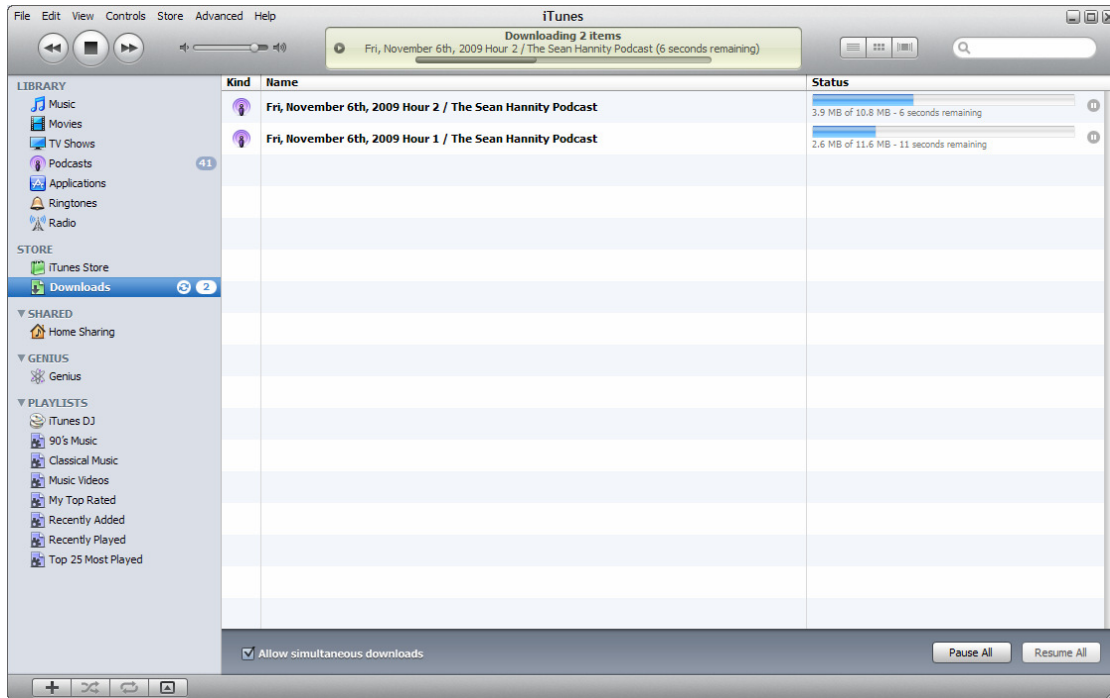 File Edit View Controls Store Advanced Help
iTunes
Downloading 2 items
Fri, November 6th, 2009 Hour 2 / The Sean Hannity Podcast (6 seconds remaining)
LIBRARY
Music
Movies
TV Shows
Podcasts 41
Applications
Ringtones
Radio
STORE
iTunes Store
Downloads 2
SHARED
Home Sharing
GENIUS
Genius
PLAYLISTS
iTunes DJ
90's Music
Classical Music
Music Videos
My Top Rated
Recently Added
Recently Played
Top 25 Most Played
Kind Name Status
Fri, November 6th, 2009 Hour 2 / The Sean Hannity Podcast
3.9 MB of 10.8 MB - 6 seconds remaining
Fri, November 6th, 2009 Hour 1 / The Sean Hannity Podcast
2.6 MB of 11.6 MB - 11 seconds remaining
Allow simultaneous downloads
Pause All
Resume All